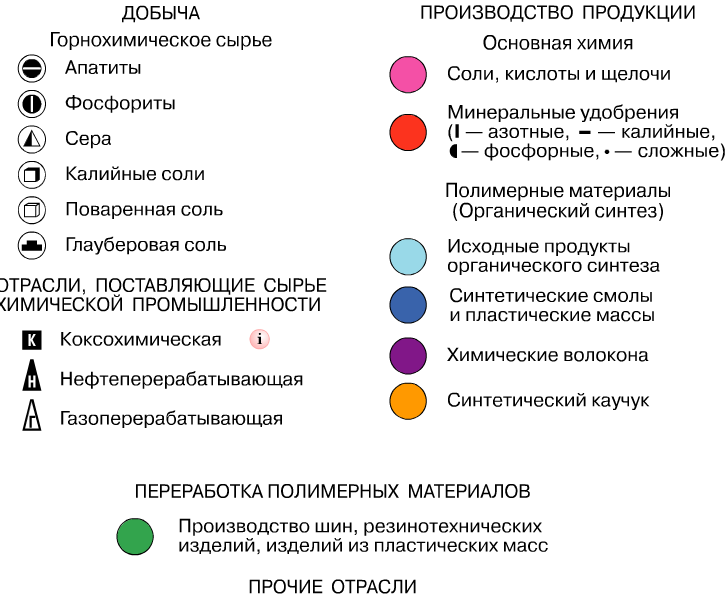 ДОБЫЧА
Горнохимическое сырье
Апатиты
Фосфориты
Сера
Калийные соли
Поваренная соль
Глауберовая соль
ОТРАСЛИ, ПОСТАВЛЯЮЩИЕ СЫРЬЕ
ХИМИЧЕСКОЙ ПРОМЫШЛЕННОСТИ
К Коксохимическая i
Н Нефтеперерабатывающая
Г Газоперерабатывающая
ПРОИЗВОДСТВО ПРОДУКЦИИ
Основная химия
Соли, кислоты и щелочи
Минеральные удобрения
(I — азотные, – — калийные,
◖— фосфорные, • — сложные)
Полимерные материалы
(Органический синтез)
Исходные продукты
органического синтеза
Синтетические смолы
и пластические массы
Химические волокона
Синтетический каучук
ПЕРЕРАБОТКА ПОЛИМЕРНЫХ МАТЕРИАЛОВ
Производство шин, резинотехнических
изделий, изделий из пластических масс
ПРОЧИЕ ОТРАСЛИ